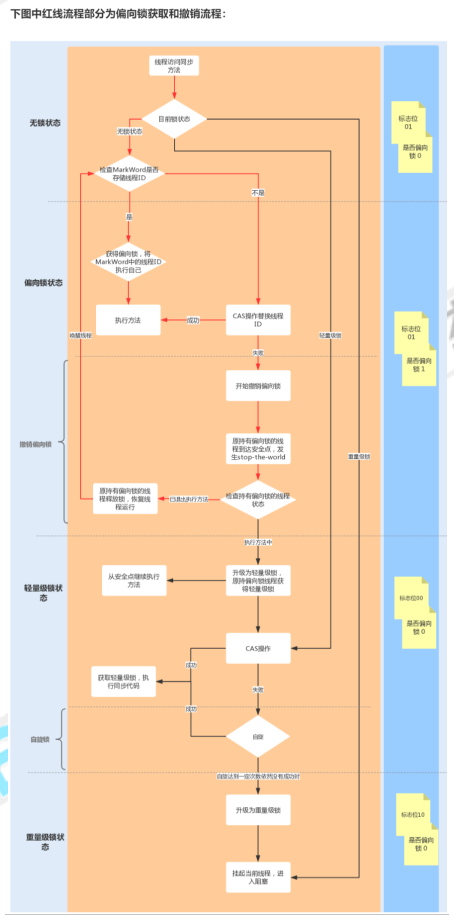 下图中红线流程部分为偏向锁获取和撤销流程：
线程访问同步
方法
无锁状态
目前锁状态
标志位
01
是否偏向
锁 0
无锁状态
检查MarkWord是否
存储线程ID
不是
是
获得偏向锁，将
MarkWord中的线程ID
执行自己
偏向锁状态
执行方法
成功
CAS操作替换线程
ID
唤醒线程
轻量级锁
标志位
01
是否偏向
锁 1
失败
开始撤销偏向锁
撤销偏向锁
原持有偏向锁的线
程到达安全点，发
生stop-the-world
重量级锁
原持有偏向锁的线
程释放锁，恢复线
程运行
已退出执行方法
检查持有偏向锁的线程
状态
执行方法中
轻量级锁状
态
从安全点继续执行
方法
升级为轻量级锁，
原持有偏向锁线程获
得轻量级锁
标志位00
是否偏向
锁 0
CAS操作
成功
获取轻量级锁，执
行同步代码
失败
成功
自旋锁
自旋
自旋达到一定次数依然没有成功时
重量级锁状
态
升级为重量级锁
标志位10
是否偏向
锁 0
挂起当前线程，进
入阻塞